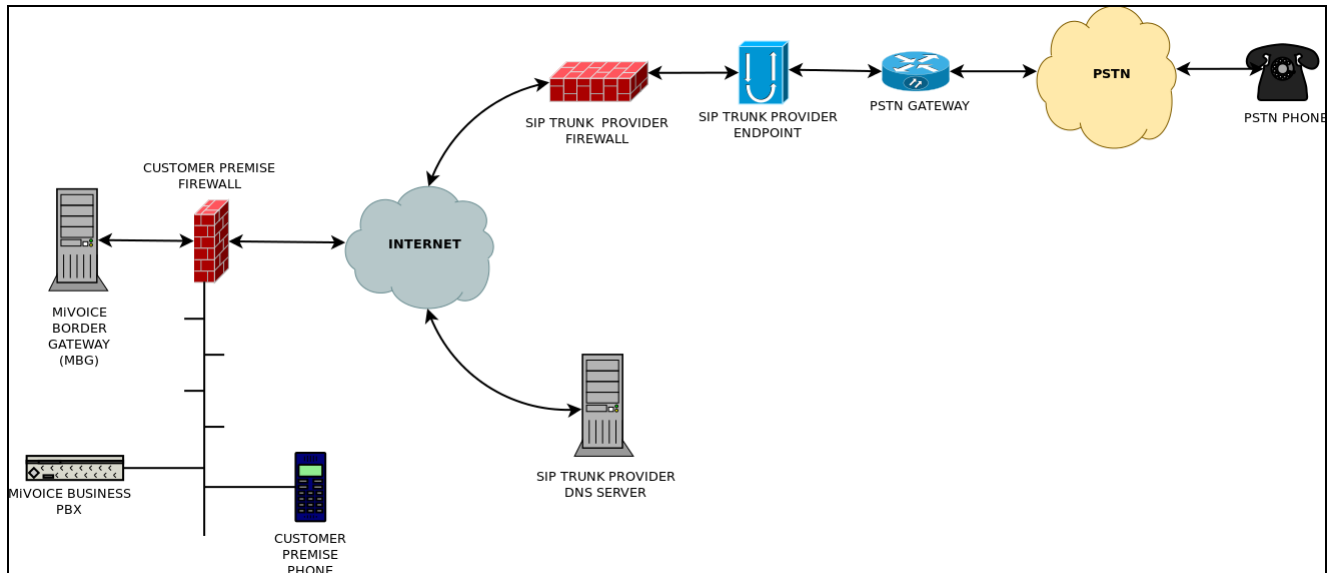 PSTN
PSTN PHONE
PSTN GATEWAY
SIP TRUNK PROVIDER
ENDPOINT
SIP TRUNK PROVIDER
FIREWALL
CUSTOMER PREMISE
FIREWALL
INTERNET
MiVOICE
BORDER
GATEWAY
(MBG)
SIP TRUNK PROVIDER
DNS SERVER
MiVOICE BUSINESS
PBX
CUSTOMER
PREMISE
PHONE